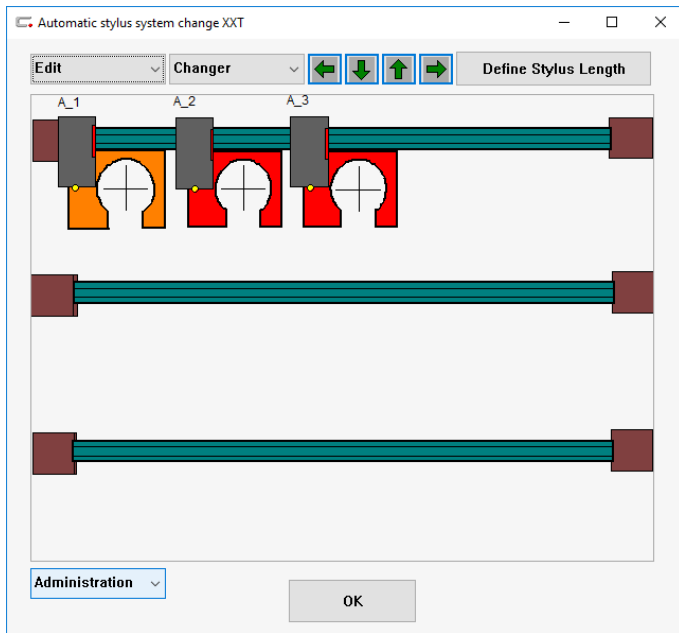 Automatic stylus system change XXT
Edit Changer Define Stylus Length
A_1 A_2 A_3
Administration
OK